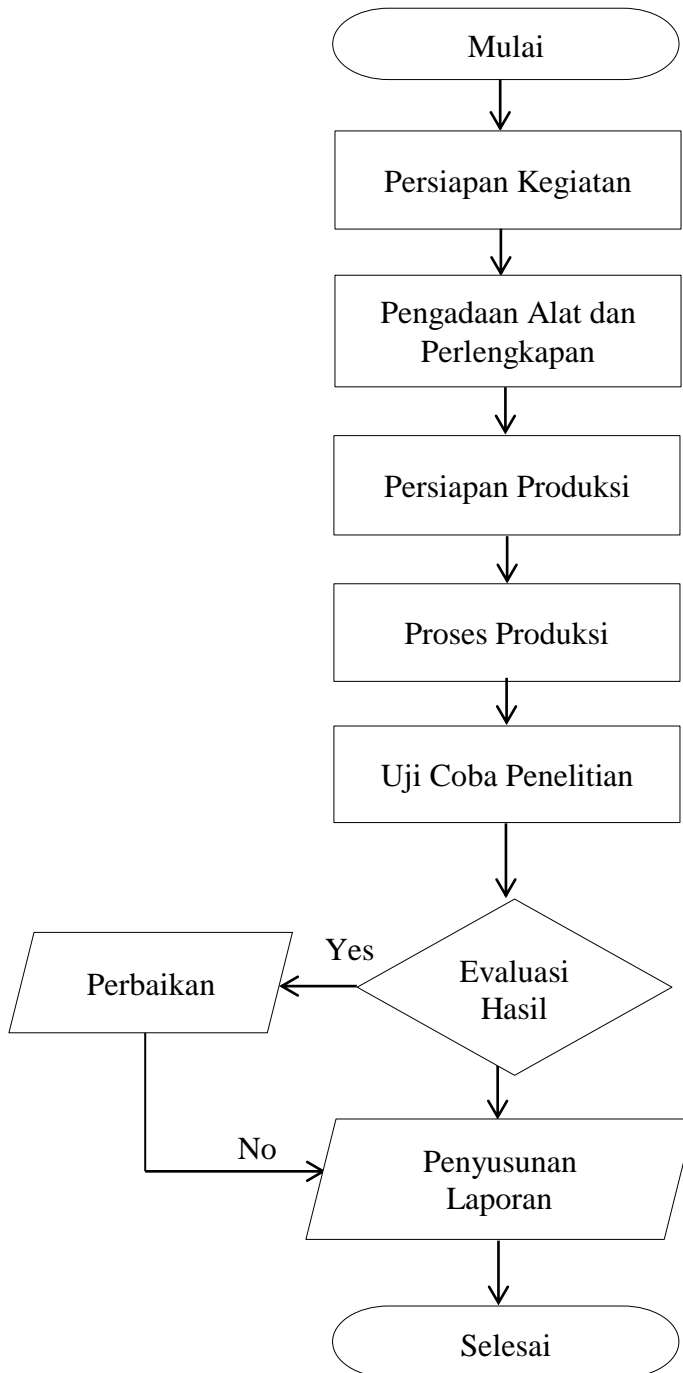 Mulai
Persiapan Kegiatan
Pengadaan Alat dan
Perlengkapan
Persiapan Produksi
Proses Produksi
Uji Coba Penelitian
Yes
Perbaikan
Evaluasi
Hasil
No
Penyusunan
Laporan
Selesai